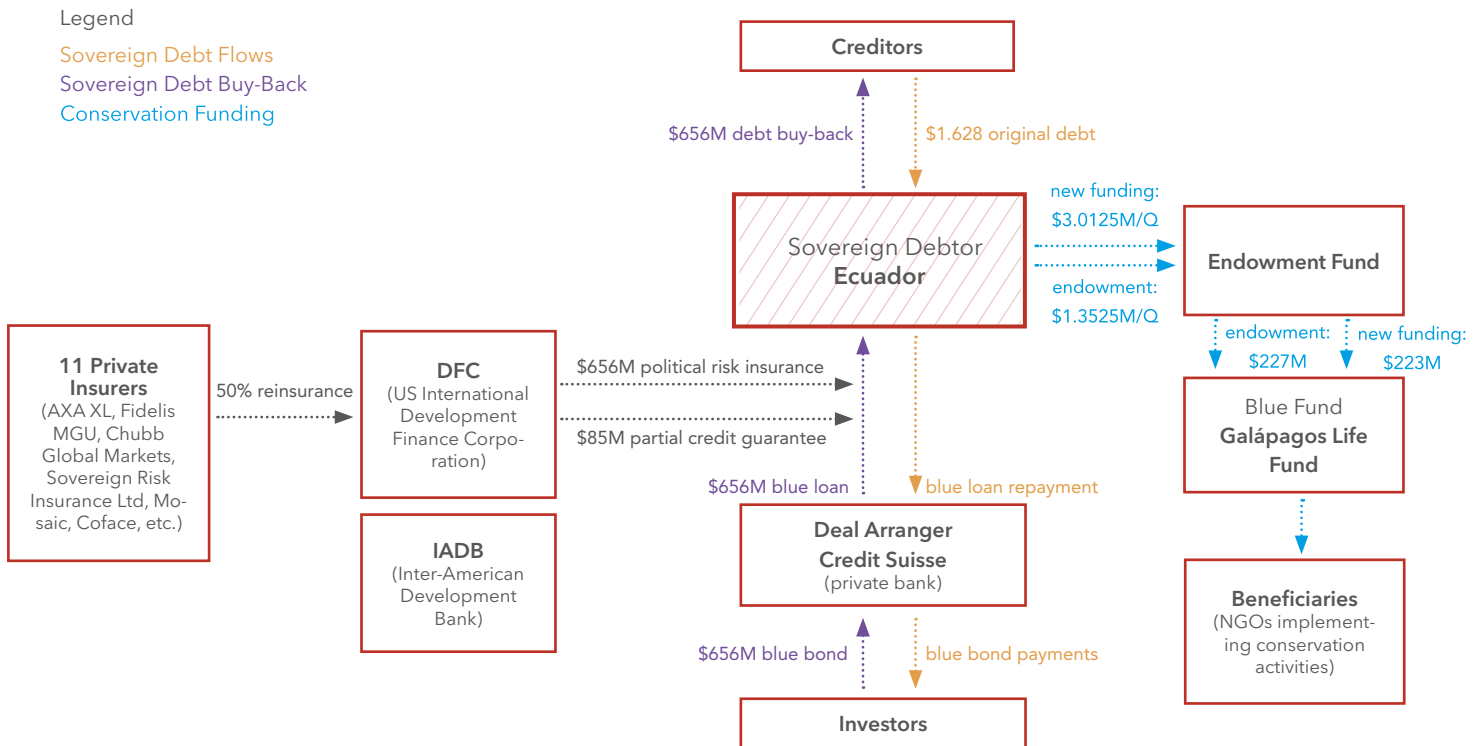 Legend
Sovereign Debt Flows
Sovereign Debt Buy-Back
Conservation Funding
Creditors
$656M debt buy-back
$1.628 original debt
Sovereign Debtor
Ecuador
new funding:
$3.0125M/Q
endowment:
$1.3525M/Q
Endowment Fund
endowment:
$227M
new funding:
$223M
11 Private
Insurers
(AXA XL, Fidelis
MGU, Chubb
Global Markets,
Sovereign Risk
Insurance Ltd, Mo-
saic, Coface, etc.)
50% reinsurance
DFC
(US International
Development
Finance Corpo-
ration)
$656M political risk insurance
$85M partial credit guarantee
IADB
(Inter-American
Development
Bank)
$656M blue loan
blue loan repayment
Deal Arranger
Credit Suisse
(private bank)
$656M blue bond
blue bond payments
Investors
Blue Fund
Galápagos Life
Fund
Beneficiaries
(NGOs implement-
ing conservation
activities)